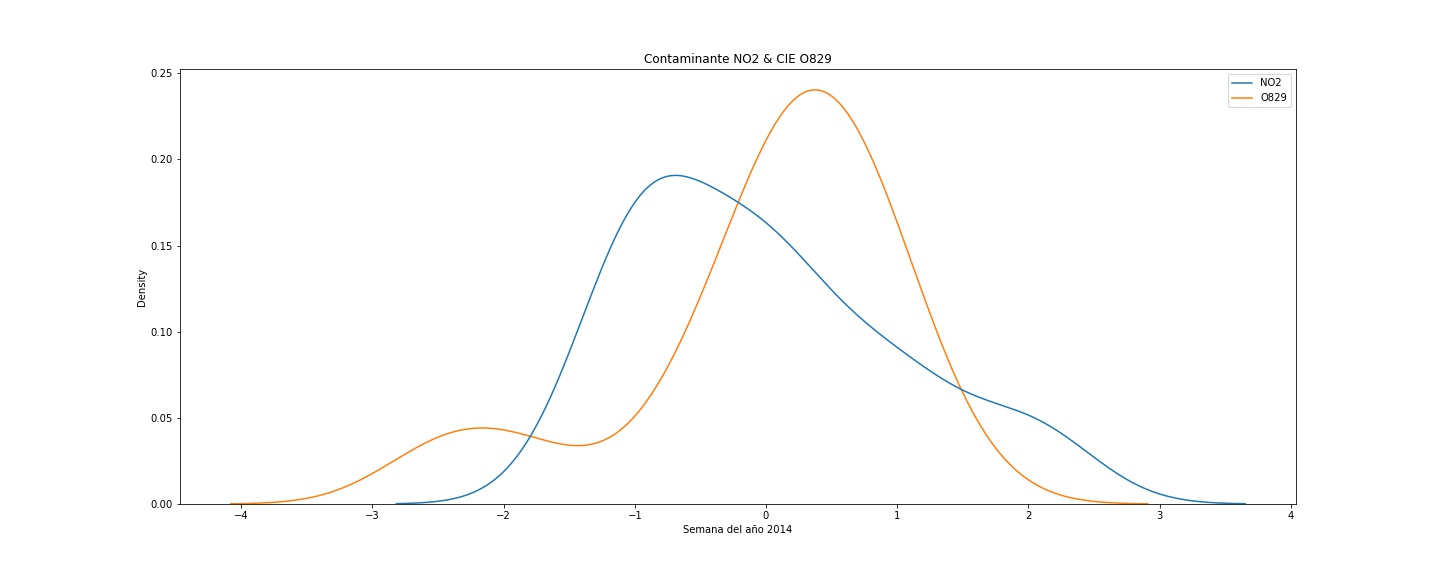 Contaminante NO2 & CIE O829
NO2
O829
Density
0.25
0.20
0.15
0.10
0.05
0.00
−4 −3 −2 −1 0 1 2 3 4
Semana del año 2014